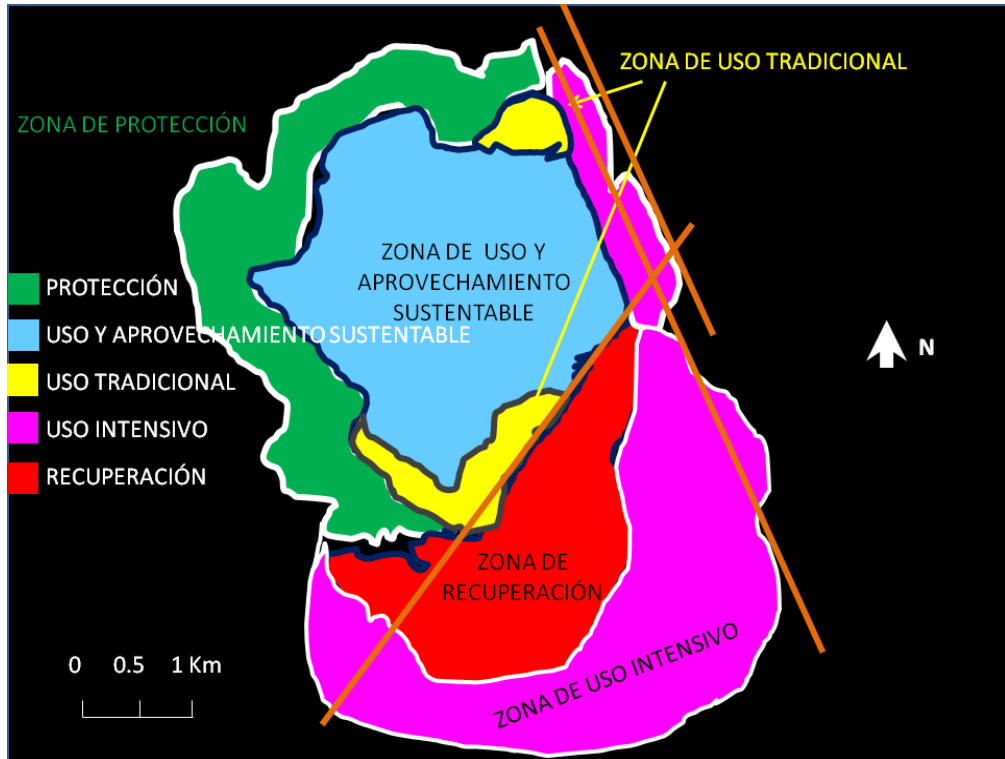 ZONA DE USO TRADICIONAL
ZONA DE PROTECCIÓN
ZONA DE USO Y
APROVECHAMIENTO
SUSTENTABLE
PROTECCIÓN
USO Y APROVECHAMIENTO SUSTENTABLE
USO TRADICIONAL
USO INTENSIVO
RECUPERACIÓN
N
ZONA DE
RECUPERACIÓN
ZONA DE USO INTENSIVO
0 0.5 1 Km